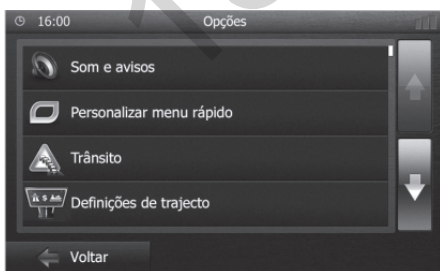 16:00 Opções
Som e avisos
Personalizar menu rápido
Trânsito
Definições de trajecto
Voltar